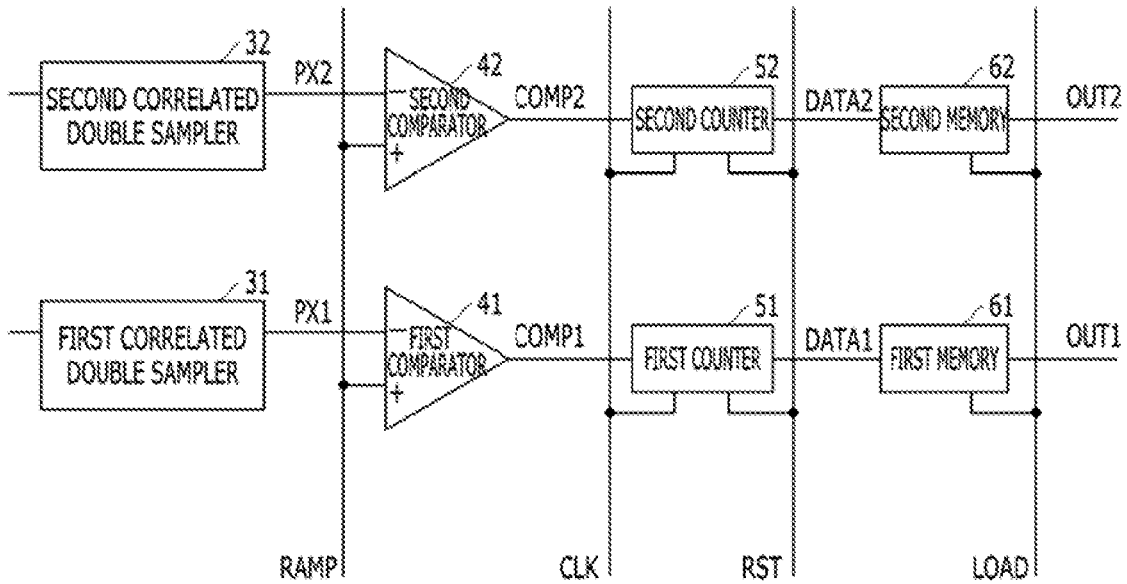 32
PX2
42
COMP2
52
DATA2
62
OUT2
SECOND CORRELATED
DOUBLE SAMPLER
−
SECOND
COMPARATOR
+
SECOND COUNTER
SECOND MEMORY
31
PX1
41
COMP1
51
DATA1
61
OUT1
FIRST CORRELATED
DOUBLE SAMPLER
−
FIRST
COMPARATOR
+
FIRST COUNTER
FIRST MEMORY
RAMP
CLK
RST
LOAD